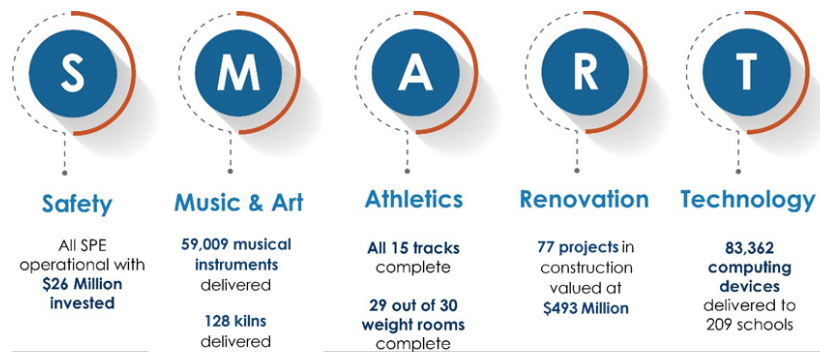 S
M
A
R
T
Safety
All SPE
operational with
$26 Million
invested
Music & Art
59,009 musical
instruments
delivered
128 kilns
delivered
Athletics
All 15 tracks
complete
29 out of 30
weight rooms
complete
Renovation
77 projects in
construction
valued at
$493 Million
Technology
83,362
computing
devices
delivered to
209 schools